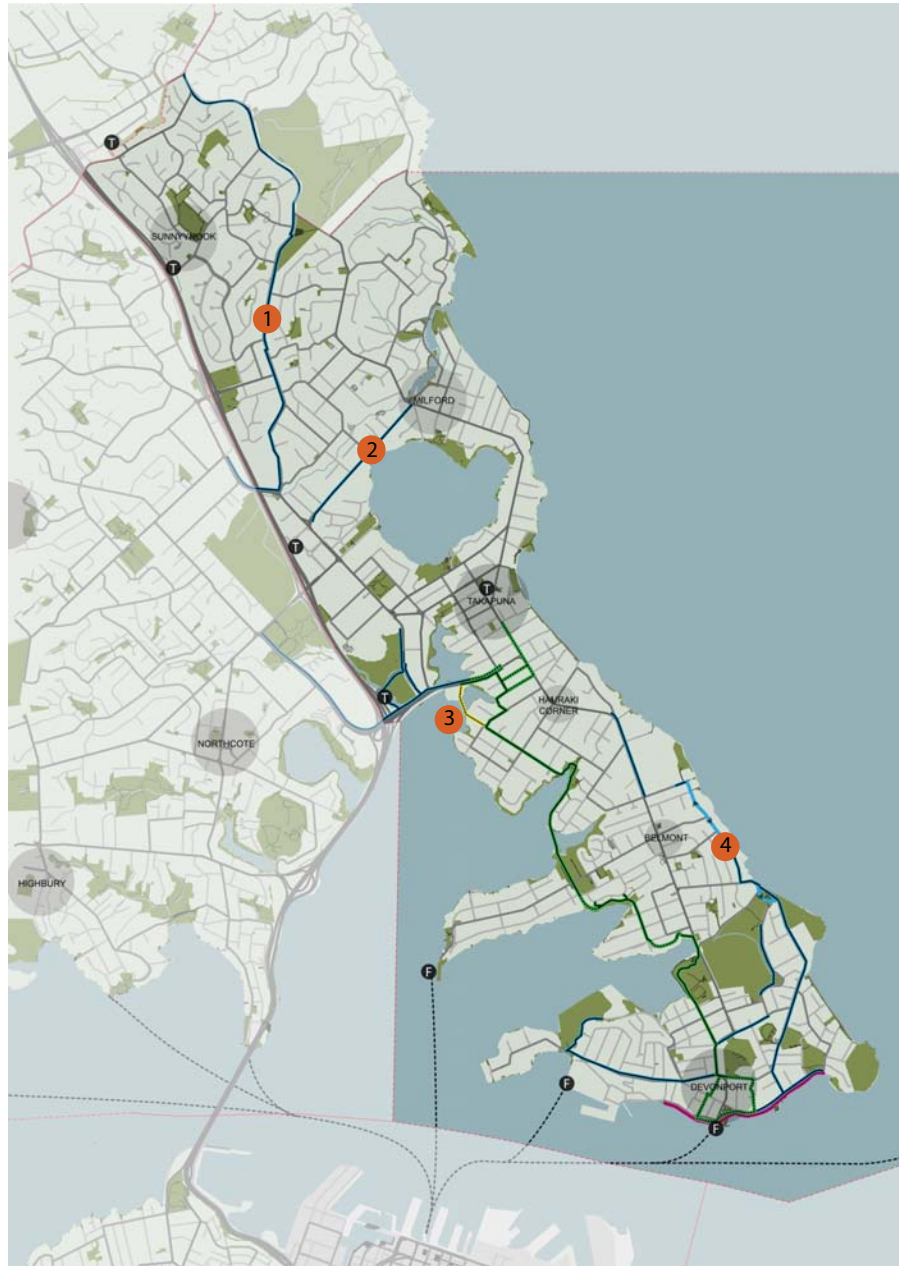 T
SUNNYNOOK
T
1
MILFORD
2
T
T
TAKAPUNA
T
HAURAKI
CORNER
3
NORTHCOTE
BELMONT
4
HIGHBURY
F
F
DEVONPORT
F